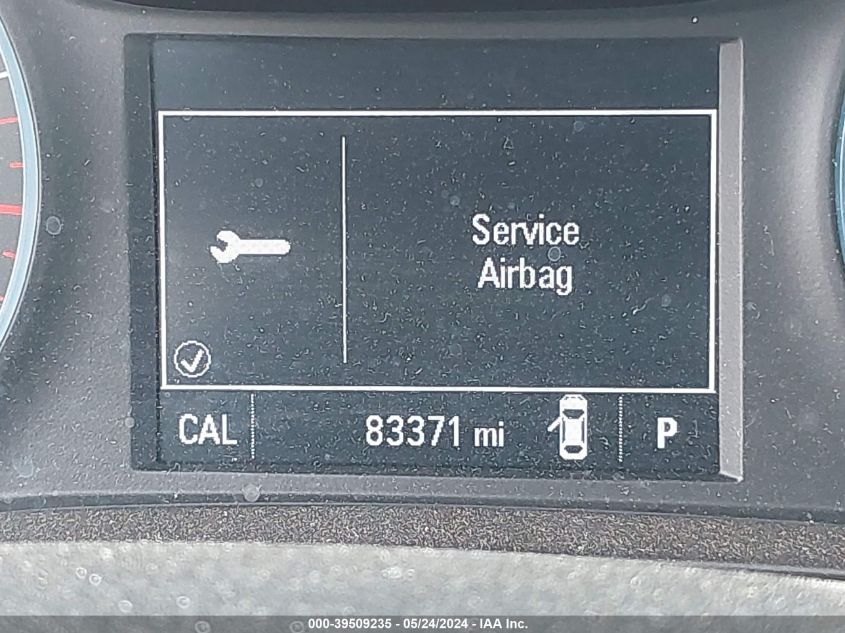 Service
Airbag
CAL 83371 mi P
000-39509235 - 05/24/2024 - IAA Inc.